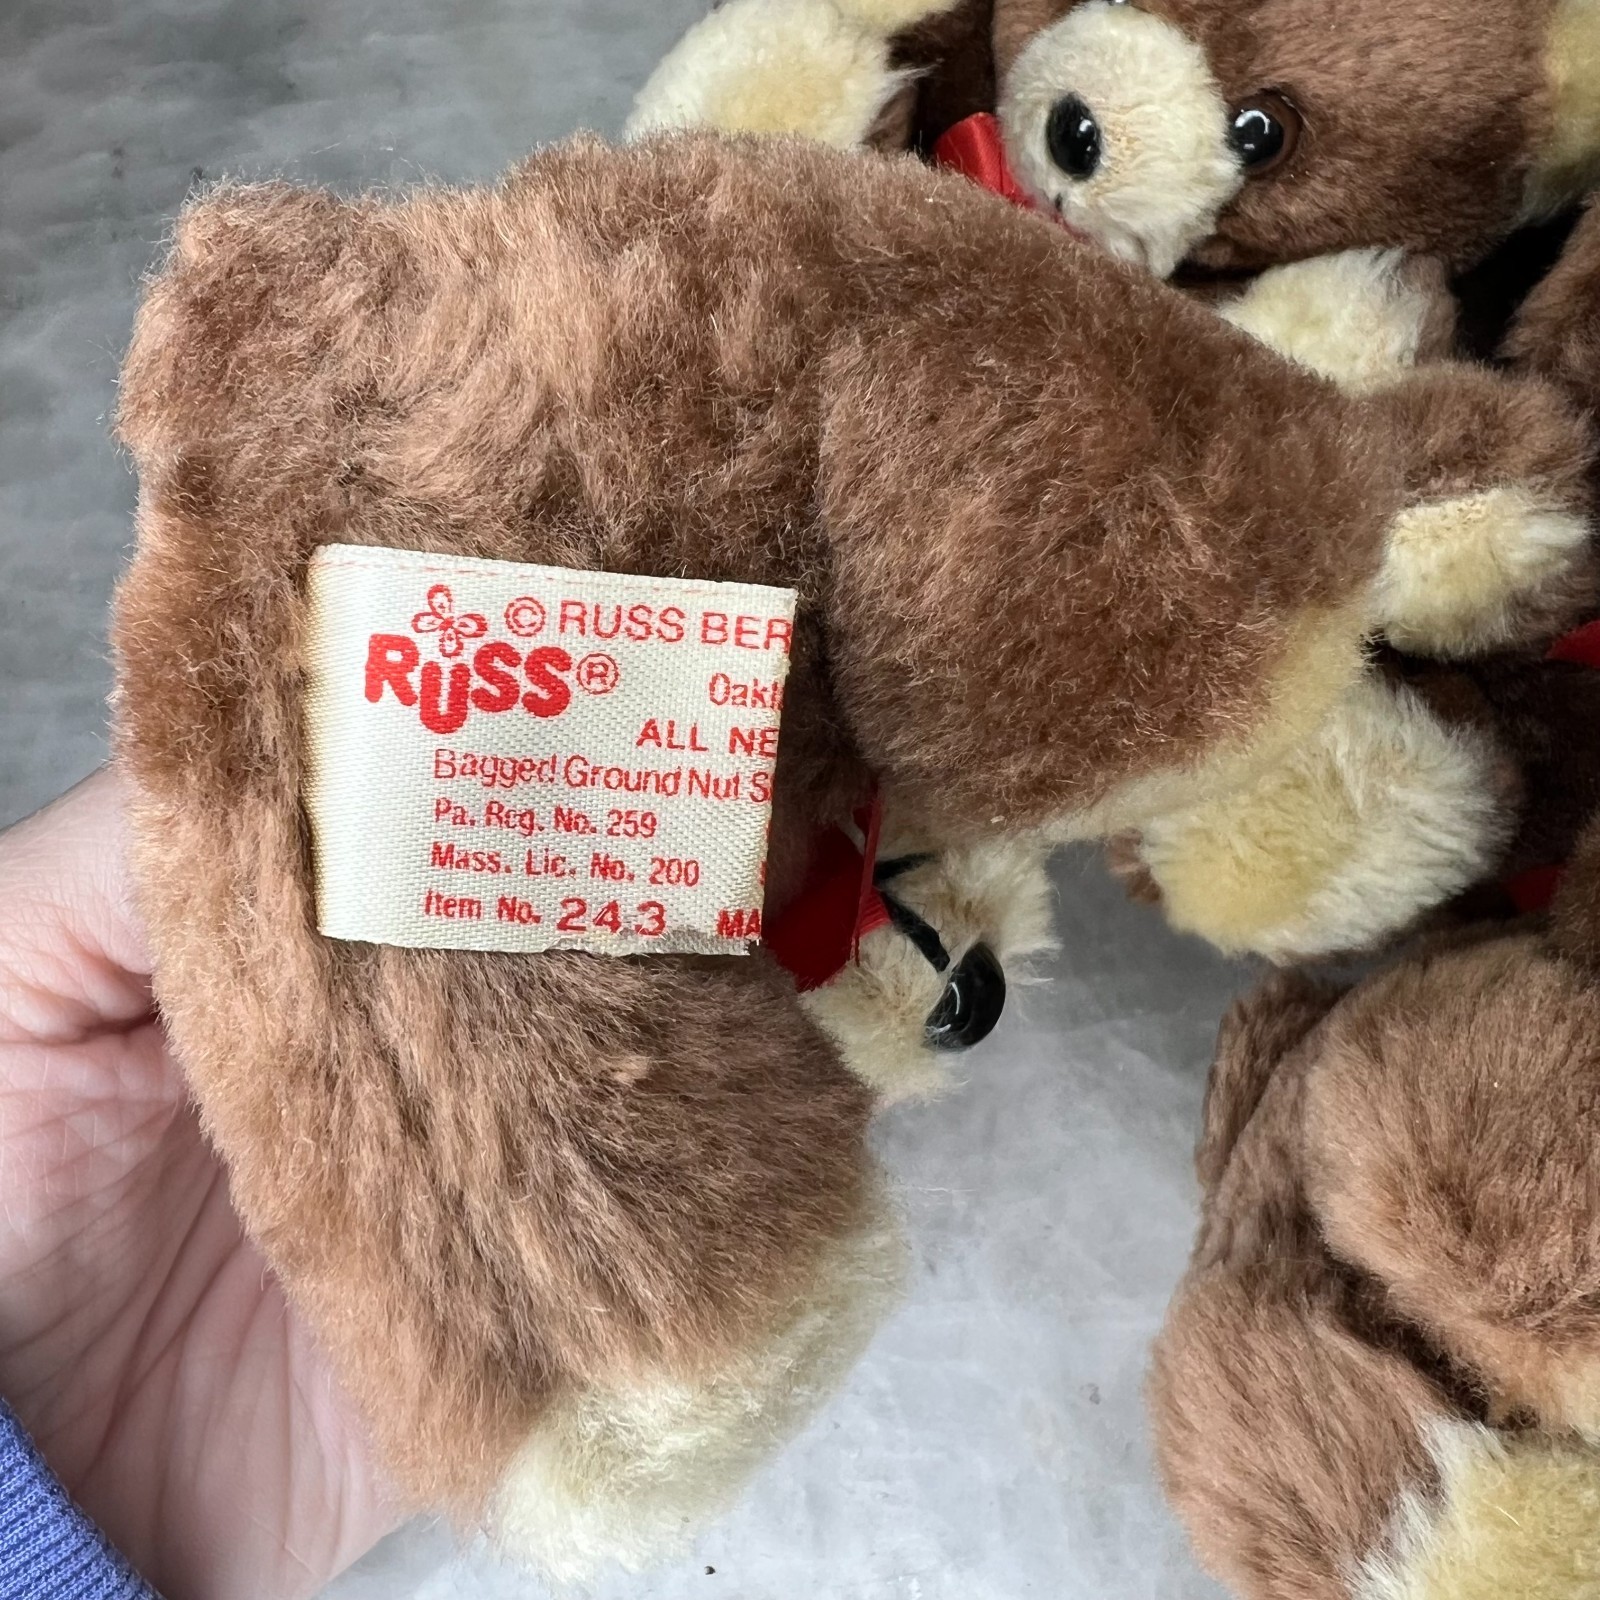 © RUSS BER
RUSS®
Oakl
ALL NE
Bagged Ground Nut S
Pa. Reg. No. 259
Mass. Lic. No. 200
Item No. 243 MA